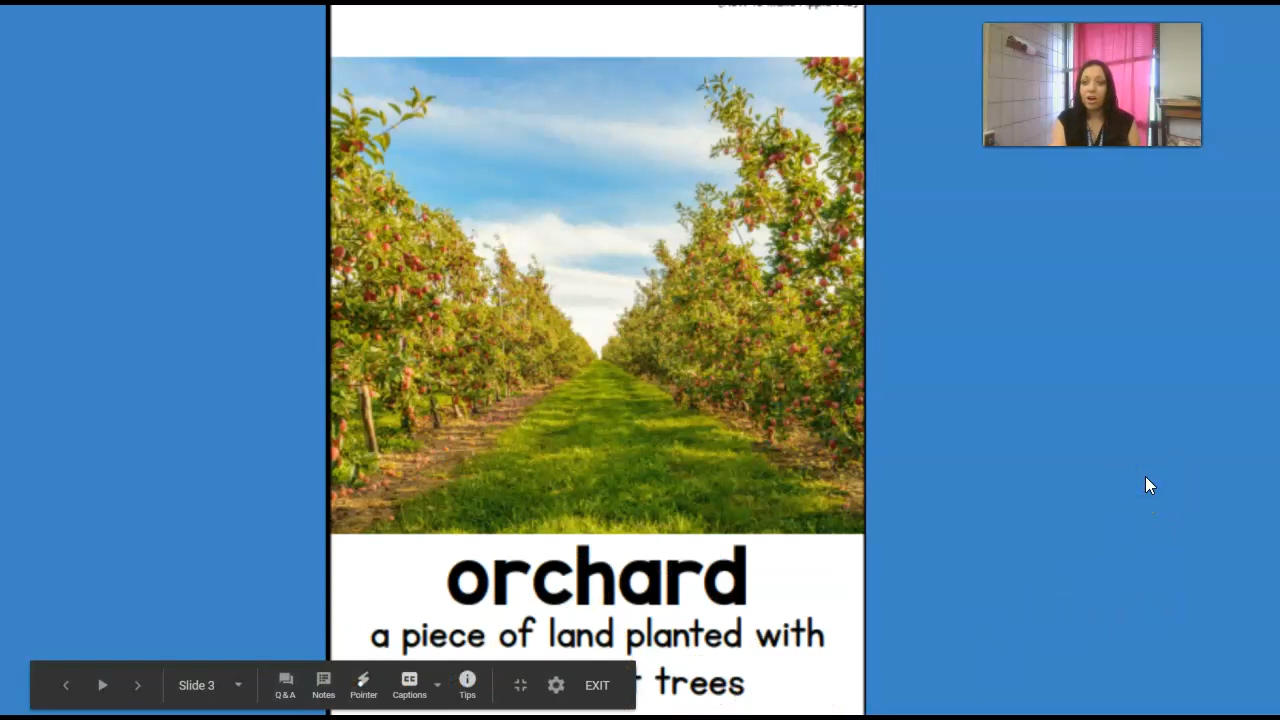 orchard
a piece of land planted with
trees
Slide 3
Q & A
Notes
Pointer
Captions
Tips
EXIT